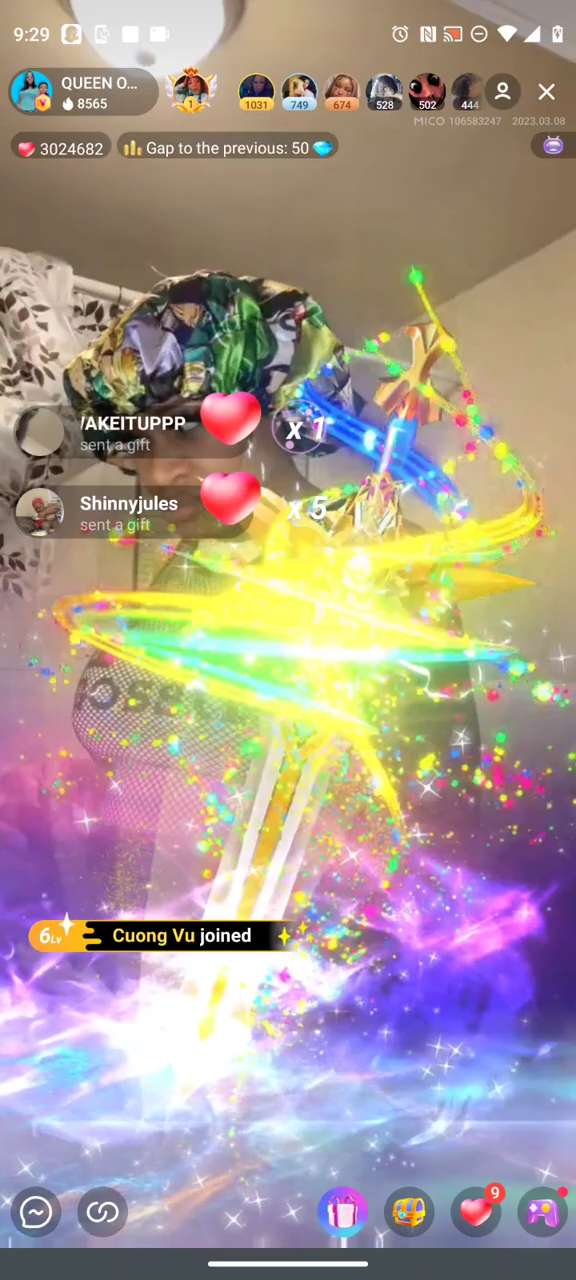 9:29
QUEEN O...
8565
1
1031
749
674
528
502
444
MICO 106583247 2023.03.08
3024682
Gap to the previous: 50
/AKEITUPPP
sent a gift
x 1
Shinnyjules
sent a gift
x 5
OSS
6Lv
Cuong Vu joined
9